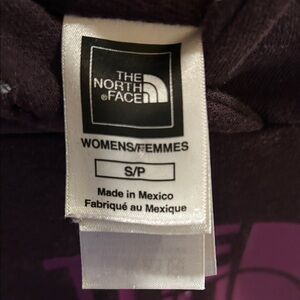 THE
NORTH
®FACE
WOMENS/FEMMES
S/P
Made in Mexico
Fabriqué au Mexique